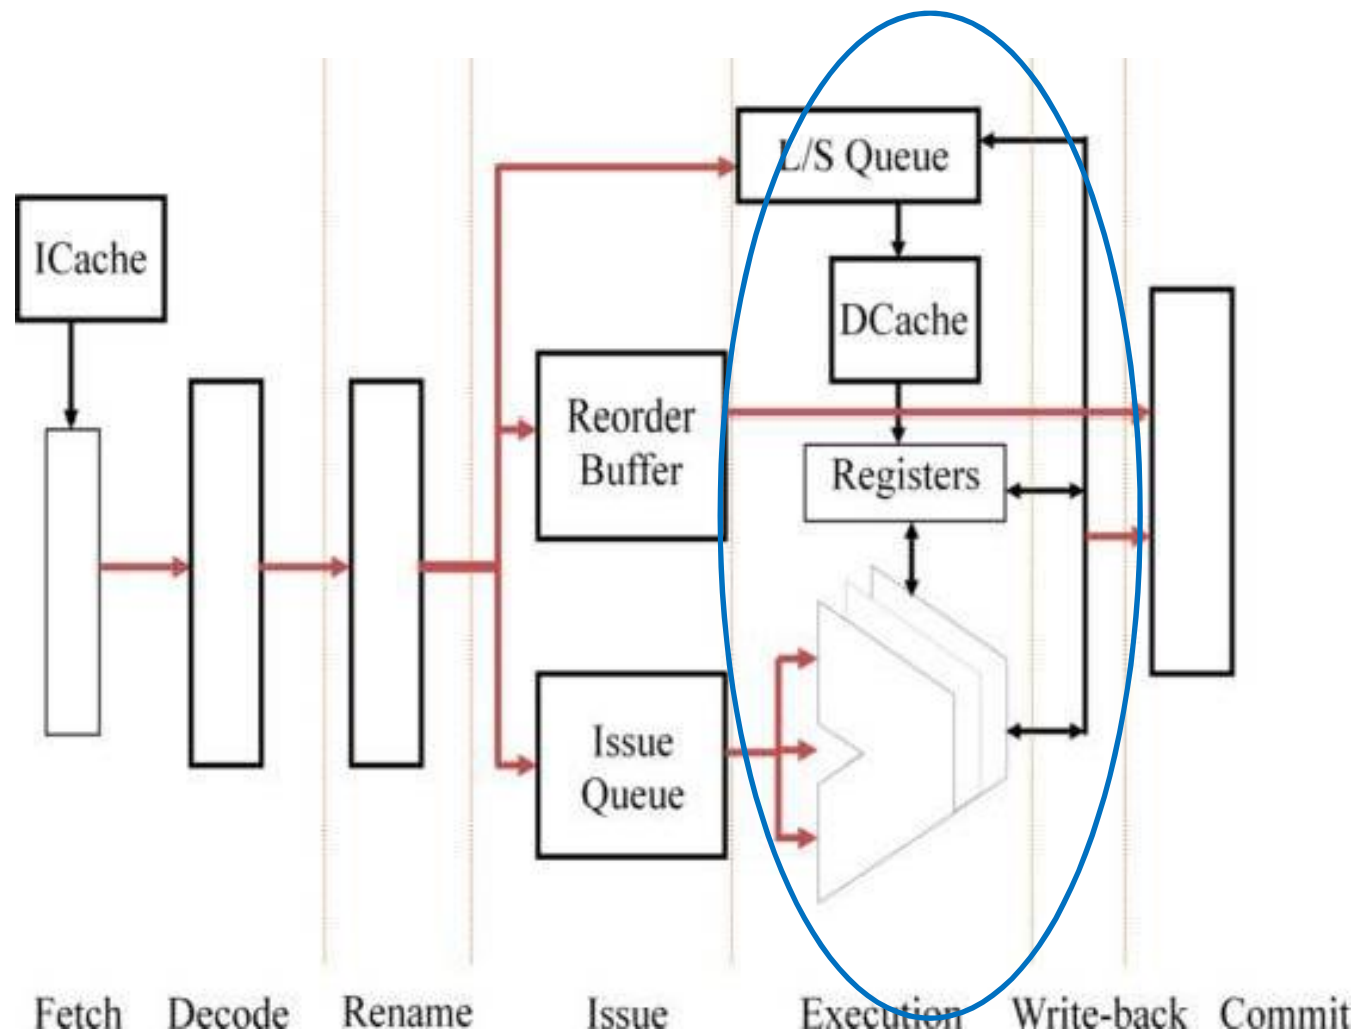 L/S Queue
ICache
DCache
Reorder
Buffer
Registers
Issue
Queue
Fetch Decode Rename Issue Execution Write-back Commit